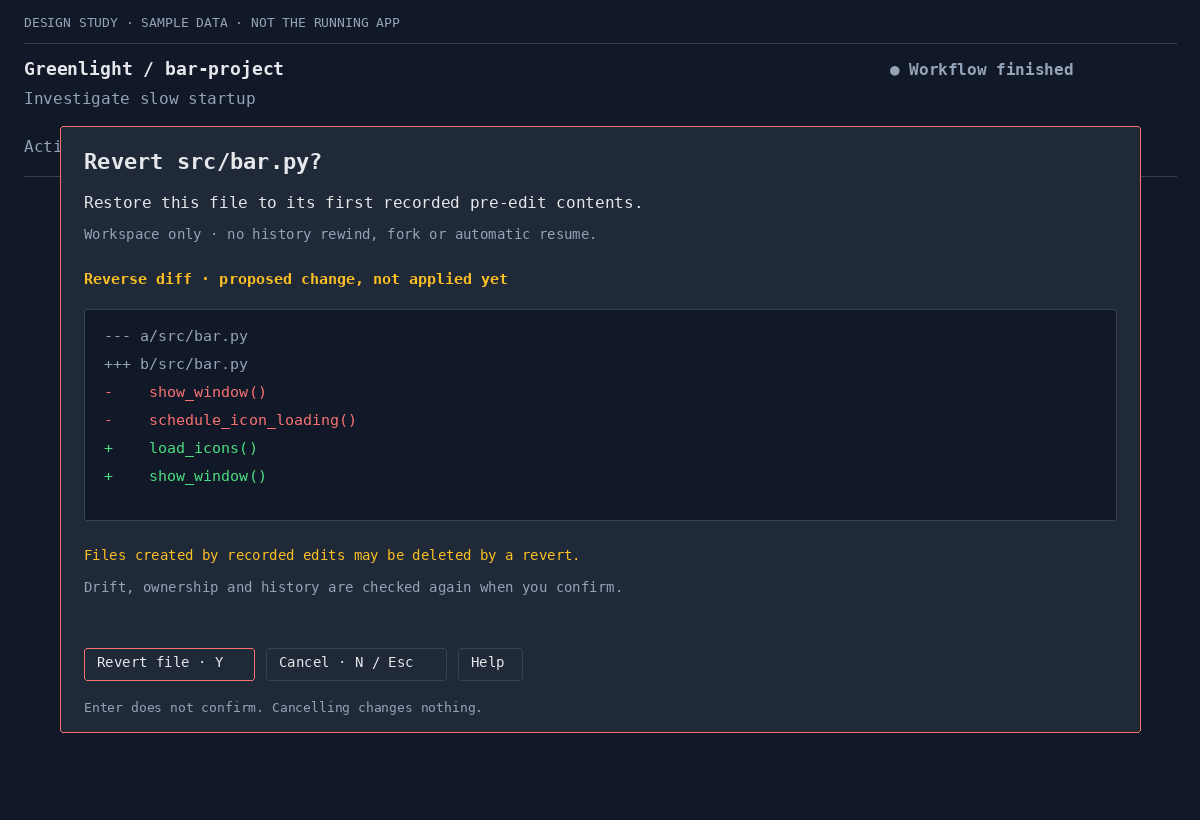 DESIGN STUDY · SAMPLE DATA · NOT THE RUNNING APP
Greenlight / bar-project
● Workflow finished
Investigate slow startup
Acti
Revert src/bar.py?
Restore this file to its first recorded pre-edit contents.
Workspace only · no history rewind, fork or automatic resume.
Reverse diff · proposed change, not applied yet
--- a/src/bar.py
+++ b/src/bar.py
-    show_window()
-    schedule_icon_loading()
+    load_icons()
+    show_window()
Files created by recorded edits may be deleted by a revert.
Drift, ownership and history are checked again when you confirm.
Revert file · Y
Cancel · N / Esc
Help
Enter does not confirm. Cancelling changes nothing.